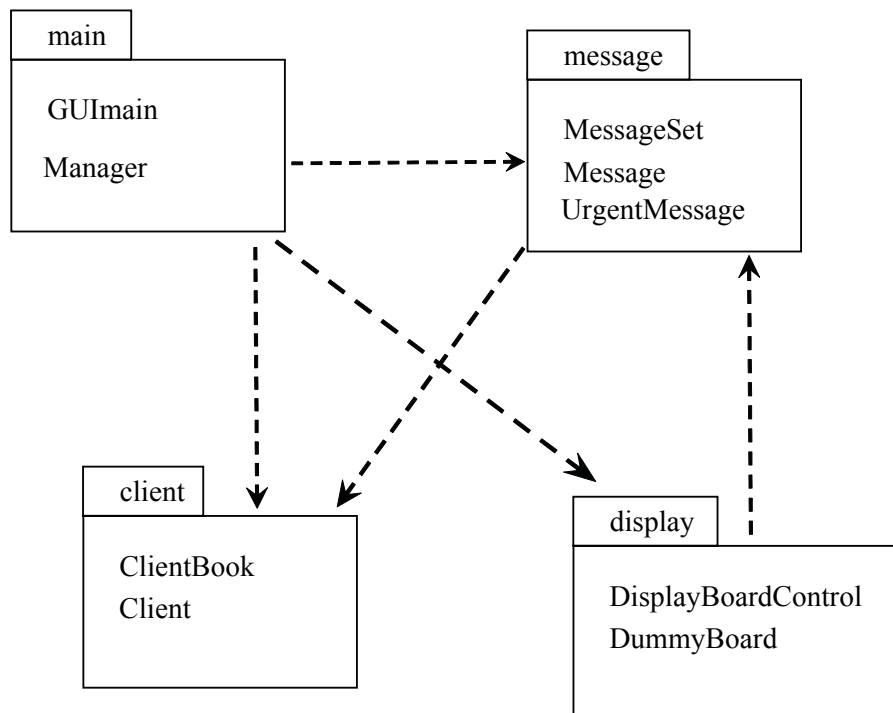 main
GUImain
Manager
message
MessageSet
Message
UrgentMessage
client
ClientBook
Client
display
DisplayBoardControl
DummyBoard